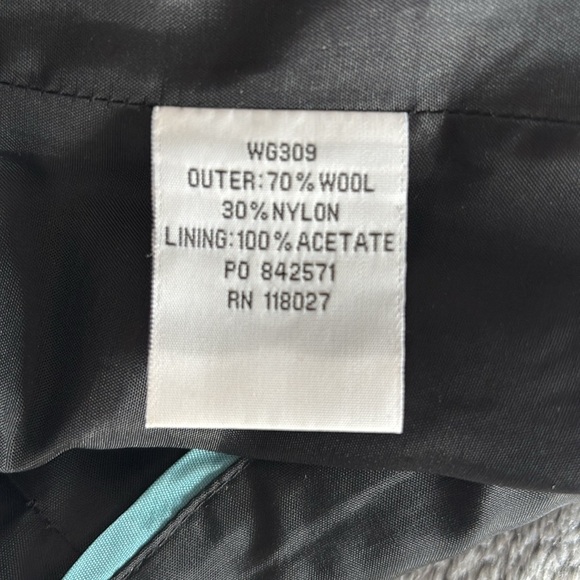 WG309
OUTER:70%WOOL
30%NYLON
LINING:100%ACETATE
PO 842571
RN 118027